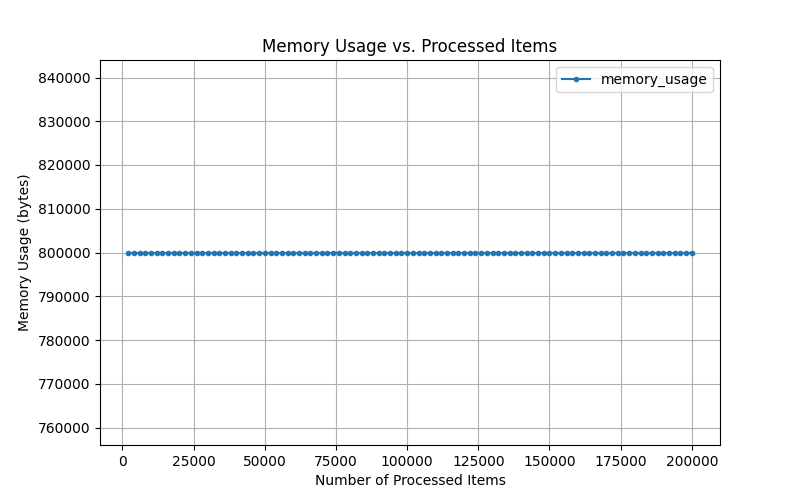 Memory Usage vs. Processed Items
memory_usage
840000
830000
820000
810000
800000
790000
780000
770000
760000
Memory Usage (bytes)
0 25000 50000 75000 100000 125000 150000 175000 200000
Number of Processed Items